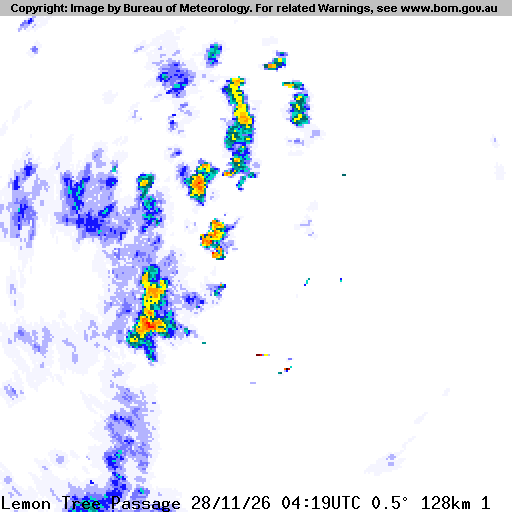 Copyright: Image by Bureau of Meteorology. For related Warnings, see www.bom.gov.au
Lemon Tree Passage 28/11/26 04:19UTC 0.5° 128km 1